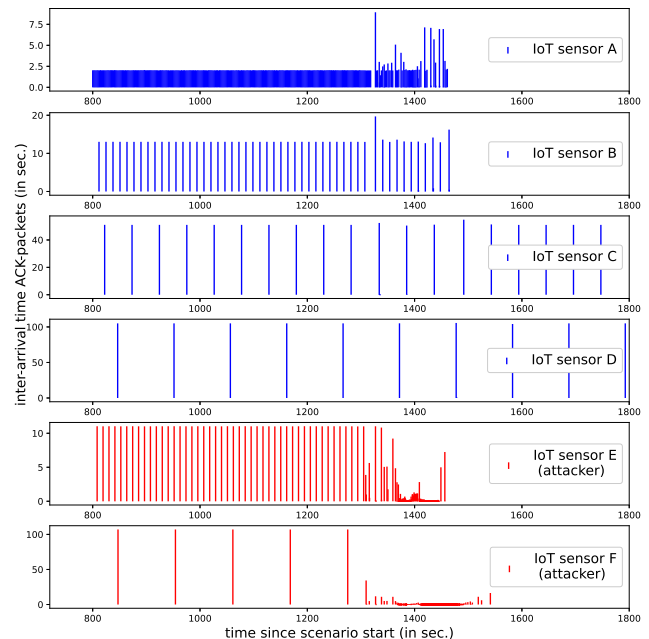 7.5
5.0
2.5
0.0
IoT sensor A
800 1000 1200 1400 1600 1800
20
10
0
IoT sensor B
800 1000 1200 1400 1600 1800
40
20
0
IoT sensor C
800 1000 1200 1400 1600 1800
100
50
0
IoT sensor D
800 1000 1200 1400 1600 1800
10
5
0
IoT sensor E
(attacker)
800 1000 1200 1400 1600 1800
100
50
0
IoT sensor F
(attacker)
800 1000 1200 1400 1600 1800
time since scenario start (in sec.)
inter-arrival time ACK-packets (in sec.)